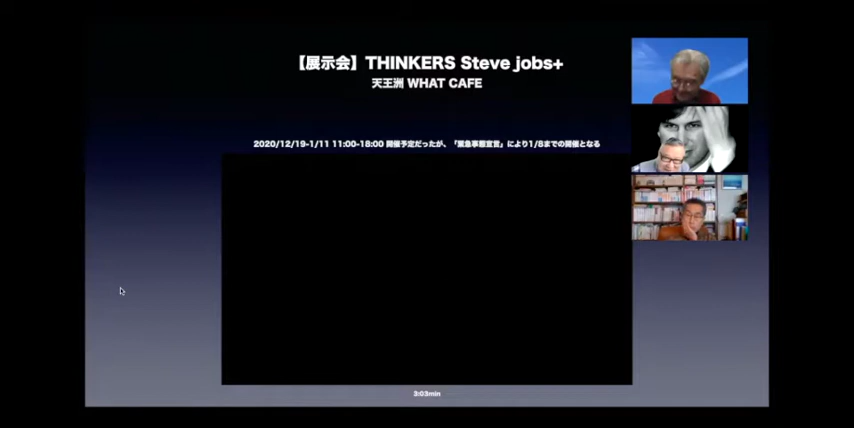 【展示会】THINKERS Steve jobs+
天王洲 WHAT CAFE
2020/12/19-1/11 11:00-18:00 開催予定だったが、「緊急事態宣言」により1/8までの開催となる
3:03min